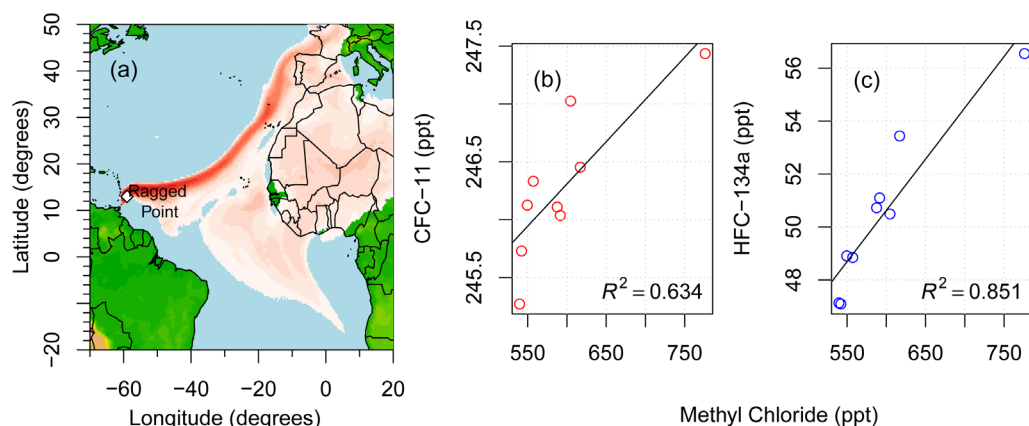 (a)
Latitude (degrees)
50
40
30
20
10
0
−20
Ragged
Point
−60
−40
−20
0
20
Longitude (degrees)
(b)
CFC−11 (ppt)
247.5
246.5
245.5
R² = 0.634
550
650
750
(c)
HFC−134a (ppt)
56
54
52
50
48
R² = 0.851
550
650
750
Methyl Chloride (ppt)